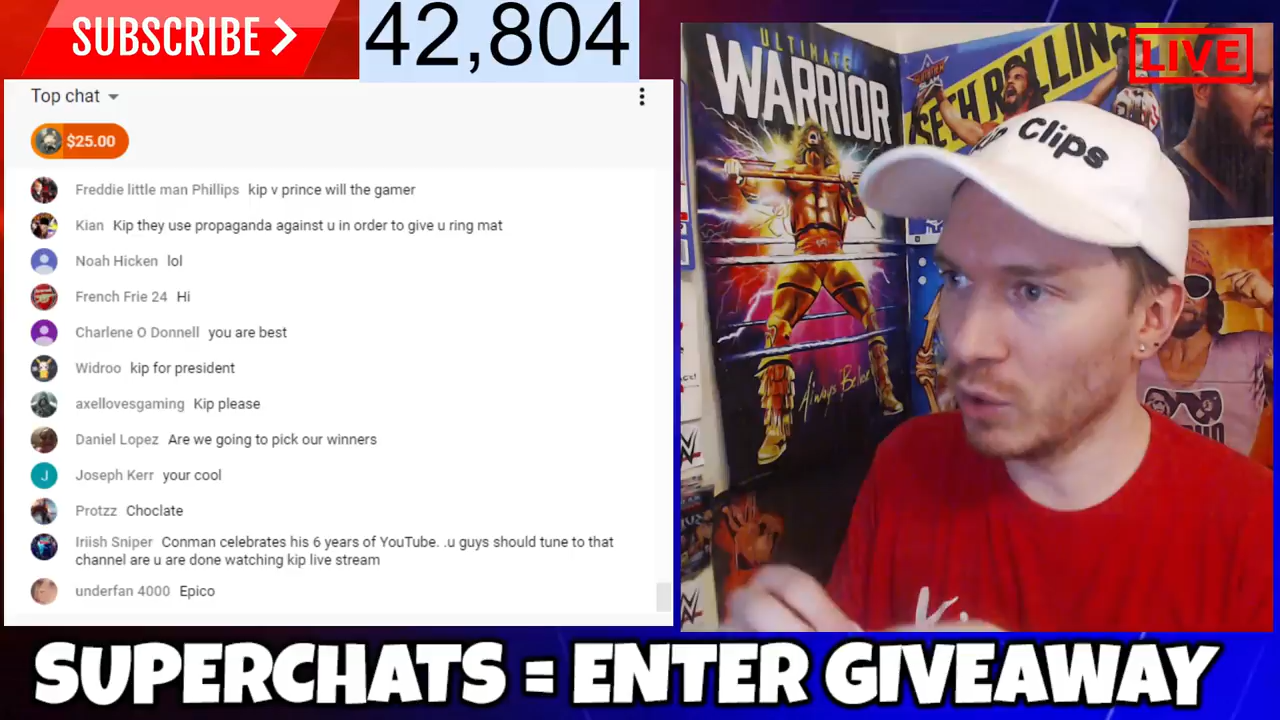 SUBSCRIBE
42,804
Top chat
$25.00
Freddie little man Phillips kip v prince will the gamer
Kian Kip they use propaganda against u in order to give u ring mat
Noah Hicken lol
French Frie 24 Hi
Charlene O Donnell you are best
Widroo kip for president
axellovesgaming Kip please
Daniel Lopez Are we going to pick our winners
J
Joseph Kerr your cool
Protzz Choclate
Iriish Sniper Conman celebrates his 6 years of YouTube. .u guys should tune to that
channel are u are done watching kip live stream
underfan 4000 Epico
ULTIMATE
WARRIOR
Always
SETH ROLLIN
LIVE
Clips
SUPERCHATS = ENTER GIVEAWAY